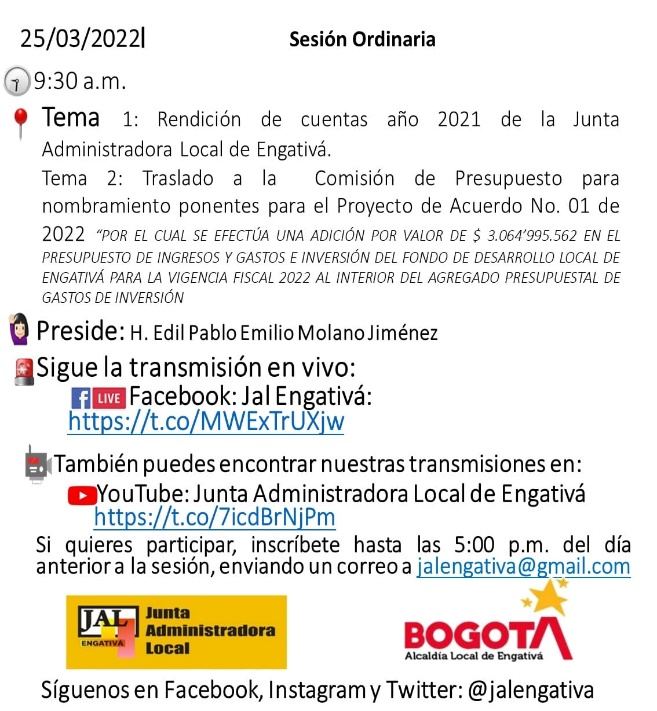 25/03/2022
Sesión Ordinaria
9:30 a.m.
Tema 1: Rendición de cuentas año 2021 de la Junta
Administradora Local de Engativá.
Tema 2: Traslado a la Comisión de Presupuesto para
nombramiento ponentes para el Proyecto de Acuerdo No. 01 de
2022 “POR EL CUAL SE EFECTÚA UNA ADICIÓN POR VALOR DE $ 3.064’995.562 EN EL
PRESUPUESTO DE INGRESOS Y GASTOS E INVERSIÓN DEL FONDO DE DESARROLLO LOCAL DE
ENGATIVÁ PARA LA VIGENCIA FISCAL 2022 AL INTERIOR DEL AGREGADO PRESUPUESTAL DE
GASTOS DE INVERSIÓN
Preside: H. Edil Pablo Emilio Molano Jiménez
Sigue la transmisión en vivo:
f LIVE Facebook: Jal Engativá:
https://t.co/MWExTrUXjw
También puedes encontrar nuestras transmisiones en:
YouTube: Junta Administradora Local de Engativá
https://t.co/7icdBrNjPm
Si quieres participar, inscríbete hasta las 5:00 p.m. del día
anterior a la sesión, enviando un correo a jalengativa@gmail.com
JAL
ENGATIVÁ
Junta
Administradora
Local
BOGOTÁ
Alcaldía Local de Engativá
Síguenos en Facebook, Instagram y Twitter: @jalengativa